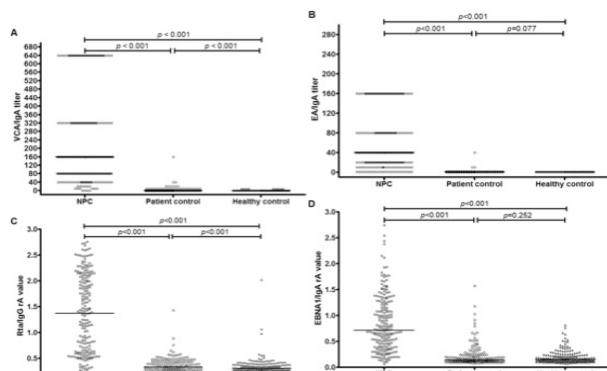 A
p < 0.001
p < 0.001
p < 0.001
VCA/IgA titer
680
640
600
560
520
480
440
400
360
320
280
240
200
160
120
80
40
0
NPC
Patient control
Healthy control
B
p<0.001
p<0.001
p=0.077
EA/IgA titer
280
240
200
160
120
80
40
0
NPC
Patient control
Healthy control
C
p<0.001
p<0.001
p<0.001
Rta/IgG rA value
3.0
2.5
2.0
1.5
1.0
0.5
D
p<0.001
p<0.001
p=0.252
EBNA1/IgA rA value
3.0
2.5
2.0
1.5
1.0
0.5
0.0